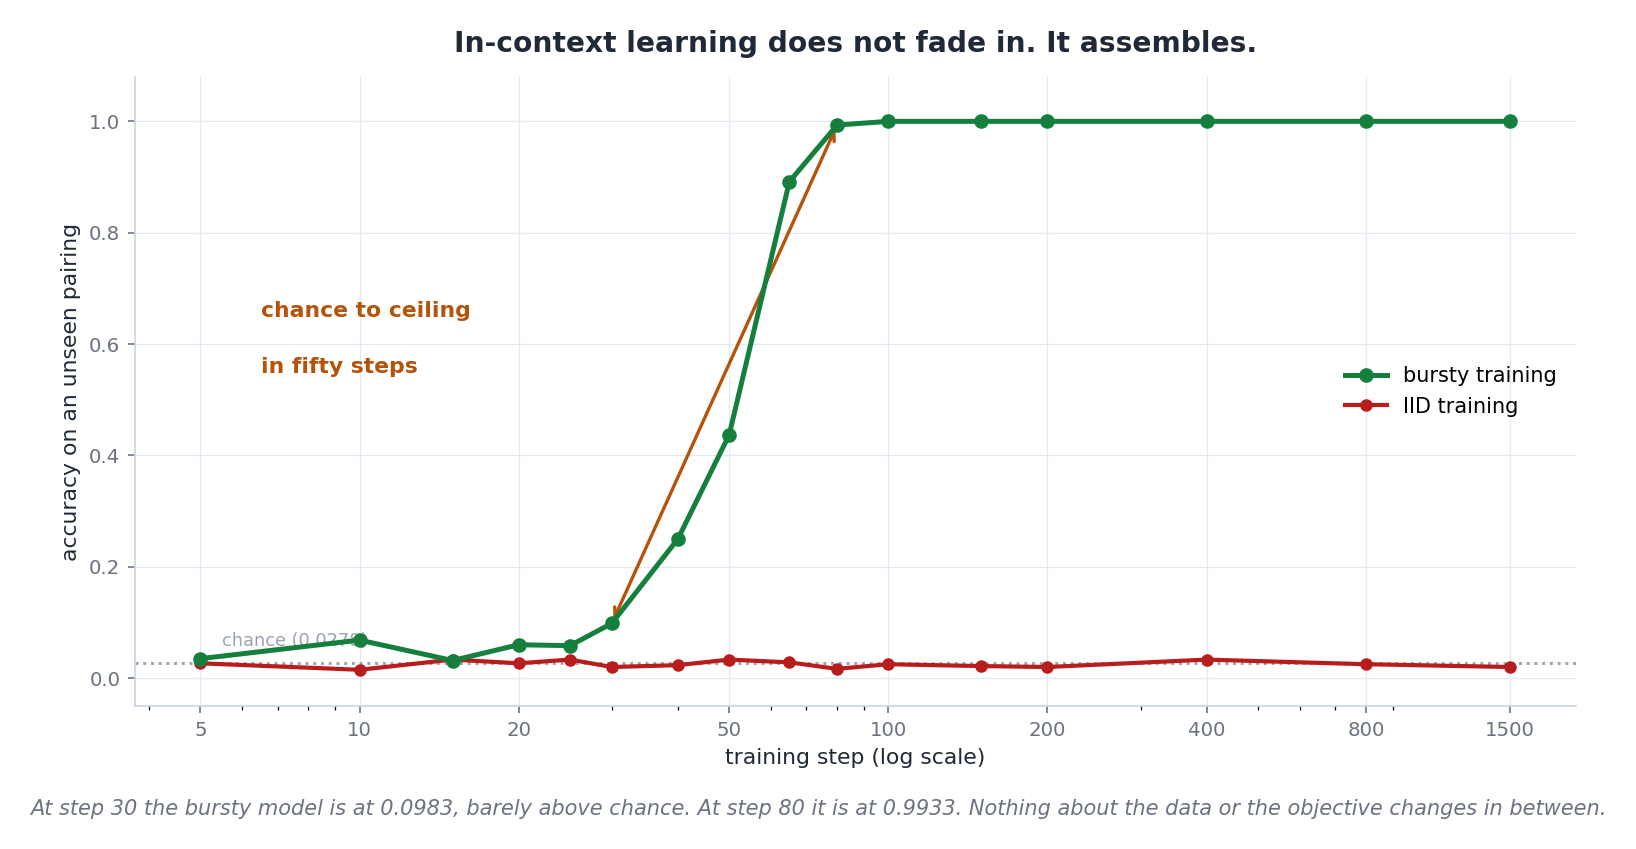 In-context learning does not fade in. It assembles.
accuracy on an unseen pairing
1.0
0.8
0.6
0.4
0.2
0.0
chance to ceiling
in fifty steps
bursty training
IID training
chance (0.0278)
5
10
20
50
100
200
400
800
1500
training step (log scale)
At step 30 the bursty model is at 0.0983, barely above chance. At step 80 it is at 0.9933. Nothing about the data or the objective changes in between.